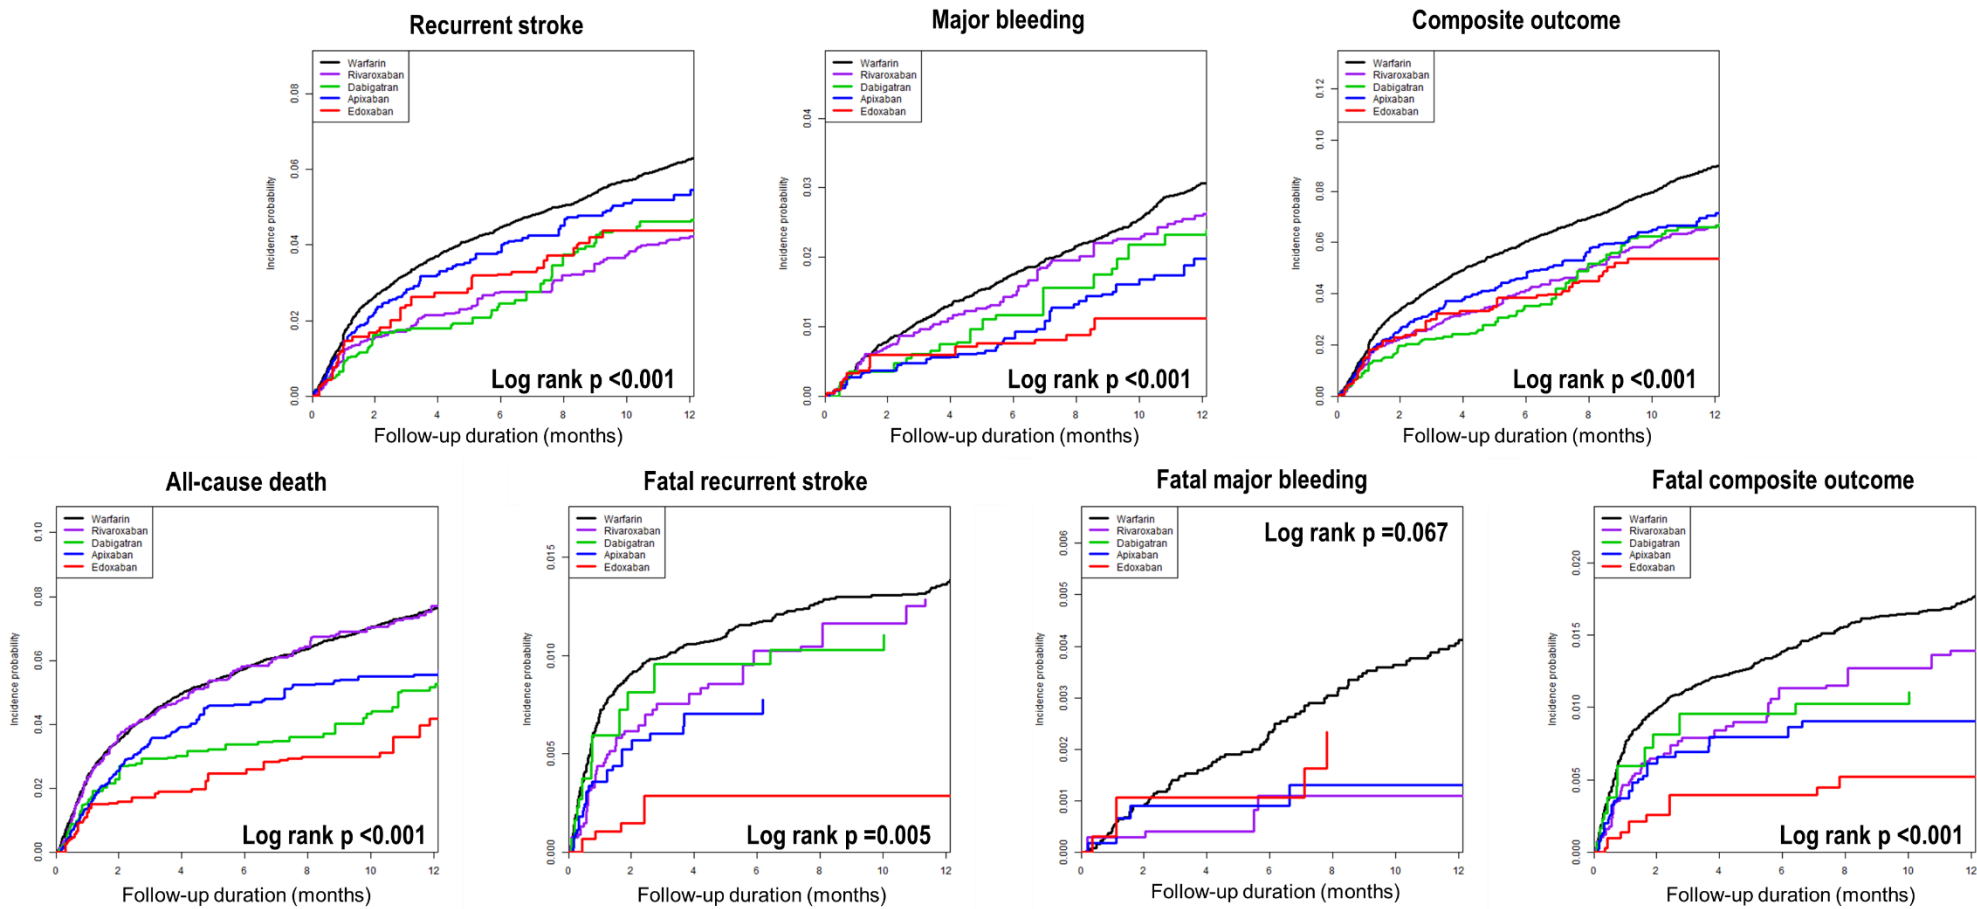 Recurrent stroke
Warfarin
Rivaroxaban
Dabigatran
Apixaban
Edoxaban
Incidence probability
0.00
0.02
0.04
0.06
0.08
Log rank p <0.001
0 2 4 6 8 10 12
Follow-up duration (months)
Major bleeding
Warfarin
Rivaroxaban
Dabigatran
Apixaban
Edoxaban
Incidence probability
0.00
0.01
0.02
0.03
0.04
Log rank p <0.001
0 2 4 6 8 10 12
Follow-up duration (months)
Composite outcome
Warfarin
Rivaroxaban
Dabigatran
Apixaban
Edoxaban
Incidence probability
0.00
0.02
0.04
0.06
0.08
0.10
0.12
Log rank p <0.001
0 2 4 6 8 10 12
Follow-up duration (months)
All-cause death
Warfarin
Rivaroxaban
Dabigatran
Apixaban
Edoxaban
Incidence probability
0.00
0.02
0.04
0.06
0.08
0.10
Log rank p <0.001
0 2 4 6 8 10 12
Follow-up duration (months)
Fatal recurrent stroke
Warfarin
Rivaroxaban
Dabigatran
Apixaban
Edoxaban
Incidence probability
0.000
0.005
0.010
0.015
Log rank p =0.005
0 2 4 6 8 10 12
Follow-up duration (months)
Fatal major bleeding
Warfarin
Rivaroxaban
Dabigatran
Apixaban
Edoxaban
Log rank p =0.067
Incidence probability
0.000
0.001
0.002
0.003
0.004
0.005
0.006
0 2 4 6 8 10 12
Follow-up duration (months)
Fatal composite outcome
Warfarin
Rivaroxaban
Dabigatran
Apixaban
Edoxaban
Incidence probability
0.000
0.005
0.010
0.015
0.020
Log rank p <0.001
0 2 4 6 8 10 12
Follow-up duration (months)